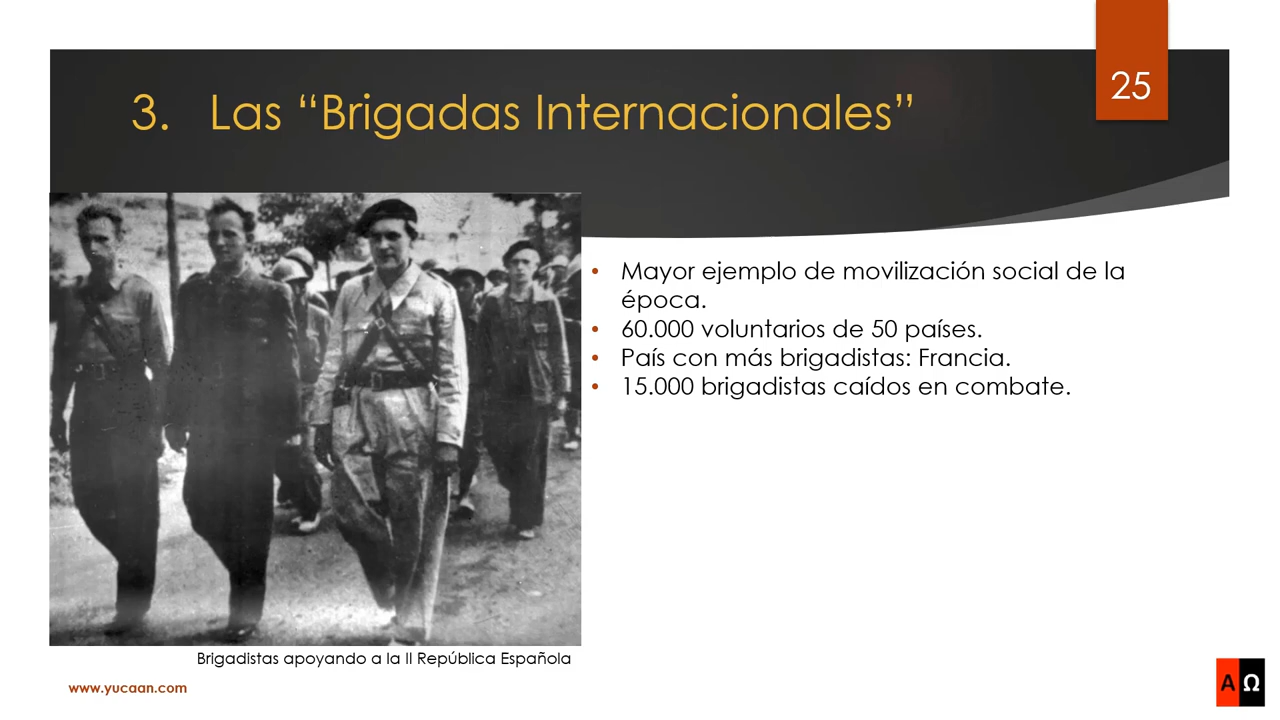 25
3. Las “Brigadas Internacionales”
• Mayor ejemplo de movilización social de la
época.
• 60.000 voluntarios de 50 países.
• País con más brigadistas: Francia.
• 15.000 brigadistas caídos en combate.
Brigadistas apoyando a la II República Española
www.yucaan.com
ΑΩ